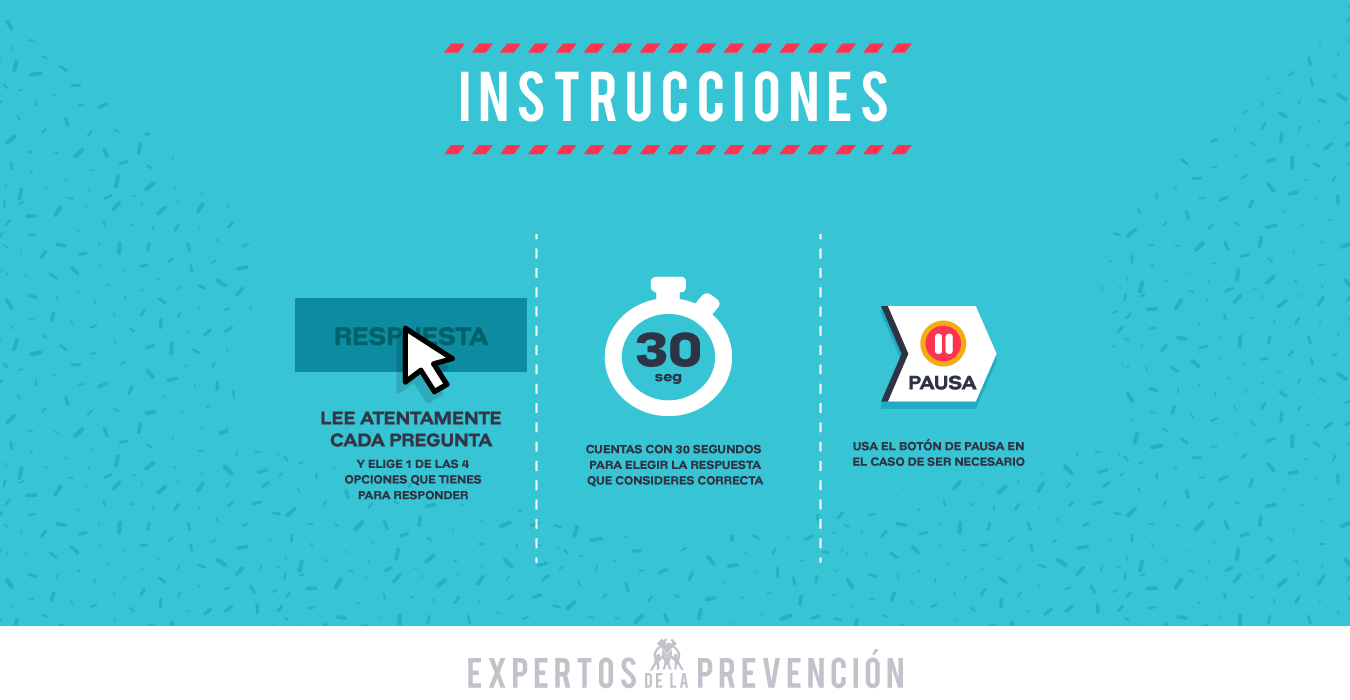 INSTRUCCIONES
RESPUESTA
LEE ATENTAMENTE
CADA PREGUNTA
Y ELIGE 1 DE LAS 4
OPCIONES QUE TIENES
PARA RESPONDER
30
seg
CUENTAS CON 30 SEGUNDOS
PARA ELEGIR LA RESPUESTA
QUE CONSIDERES CORRECTA
PAUSA
USA EL BOTÓN DE PAUSA EN
EL CASO DE SER NECESARIO
EXPERTOS DE LA PREVENCIÓN